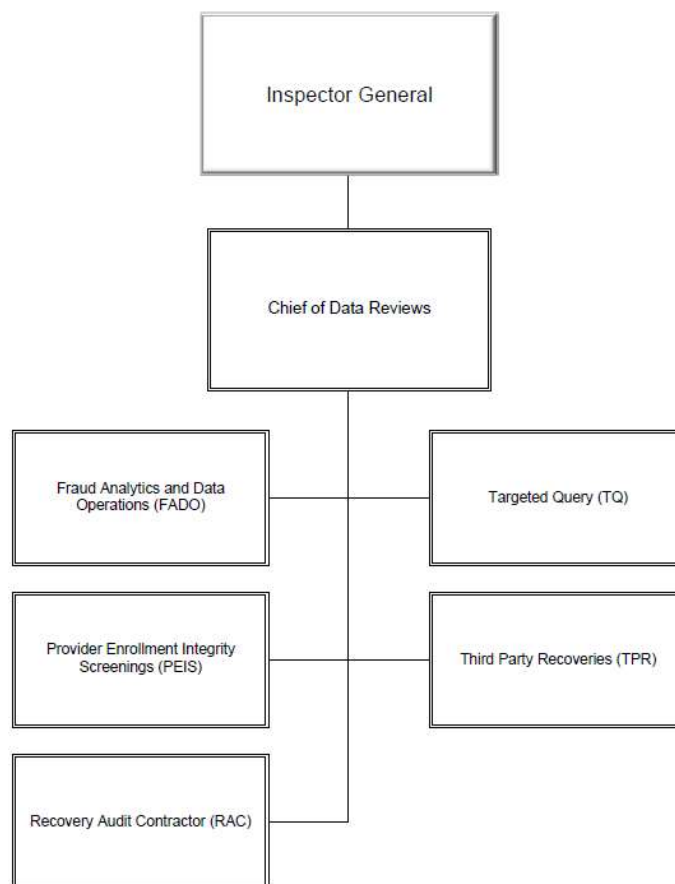 Inspector General
Chief of Data Reviews
Fraud Analytics and Data
Operations (FADO)
Targeted Query (TQ)
Provider Enrollment Integrity
Screenings (PEIS)
Third Party Recoveries (TPR)
Recovery Audit Contractor (RAC)